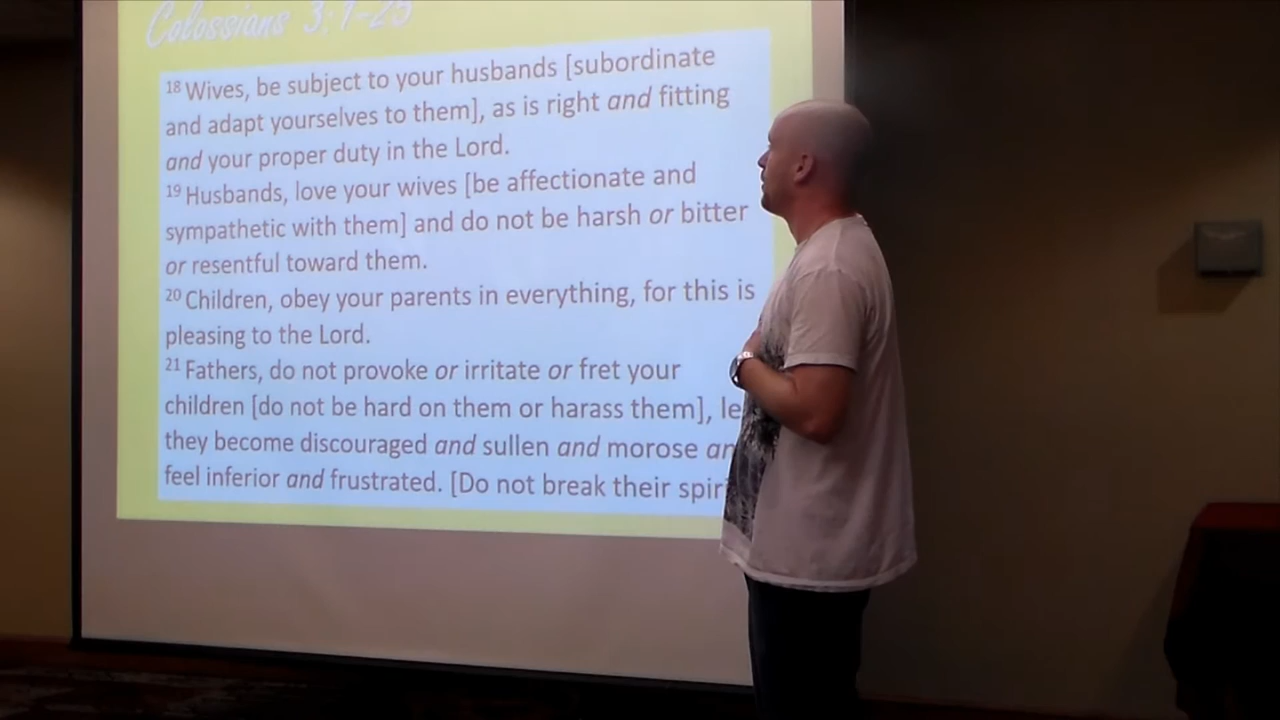 Colossians 3:1-25
18 Wives, be subject to your husbands [subordinate
and adapt yourselves to them], as is right and fitting
and your proper duty in the Lord.
19 Husbands, love your wives [be affectionate and
sympathetic with them] and do not be harsh or bitter
or resentful toward them.
20 Children, obey your parents in everything, for this is
pleasing to the Lord.
21 Fathers, do not provoke or irritate or fret your
children [do not be hard on them or harass them], le
they become discouraged and sullen and morose an
feel inferior and frustrated. [Do not break their spiri